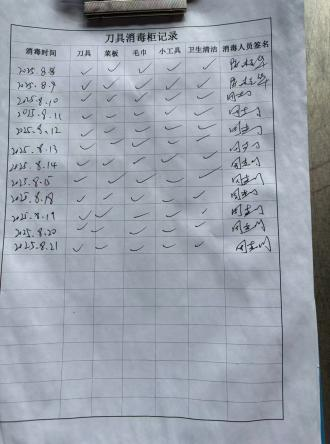 刀具消毒柜记录
消毒时间 刀具 菜板 毛巾 小工具 卫生清洁 消毒人员签名
2025.8.8 ✓ ✓ ✓ ✓ ✓
2025.8.9 ✓ ✓ ✓ ✓ ✓
2025.8.10 ✓ ✓ ✓ ✓ ✓
2025.8.11 ✓ ✓ ✓ ✓ ✓
2025.8.12 ✓ ✓ ✓ ✓ ✓
2025.8.13 ✓ ✓ ✓ ✓ ✓
2025.8.14 ✓ ✓ ✓ ✓ ✓
2025.8.15 ✓ ✓ ✓ ✓ ✓
2025.8.18 ✓ ✓ ✓ ✓ ✓
2025.8.19 ✓ ✓ ✓ ✓ ✓
2025.8.20 ✓ ✓ ✓ ✓ ✓
2025.8.21 ✓ ✓ ✓ ✓ ✓